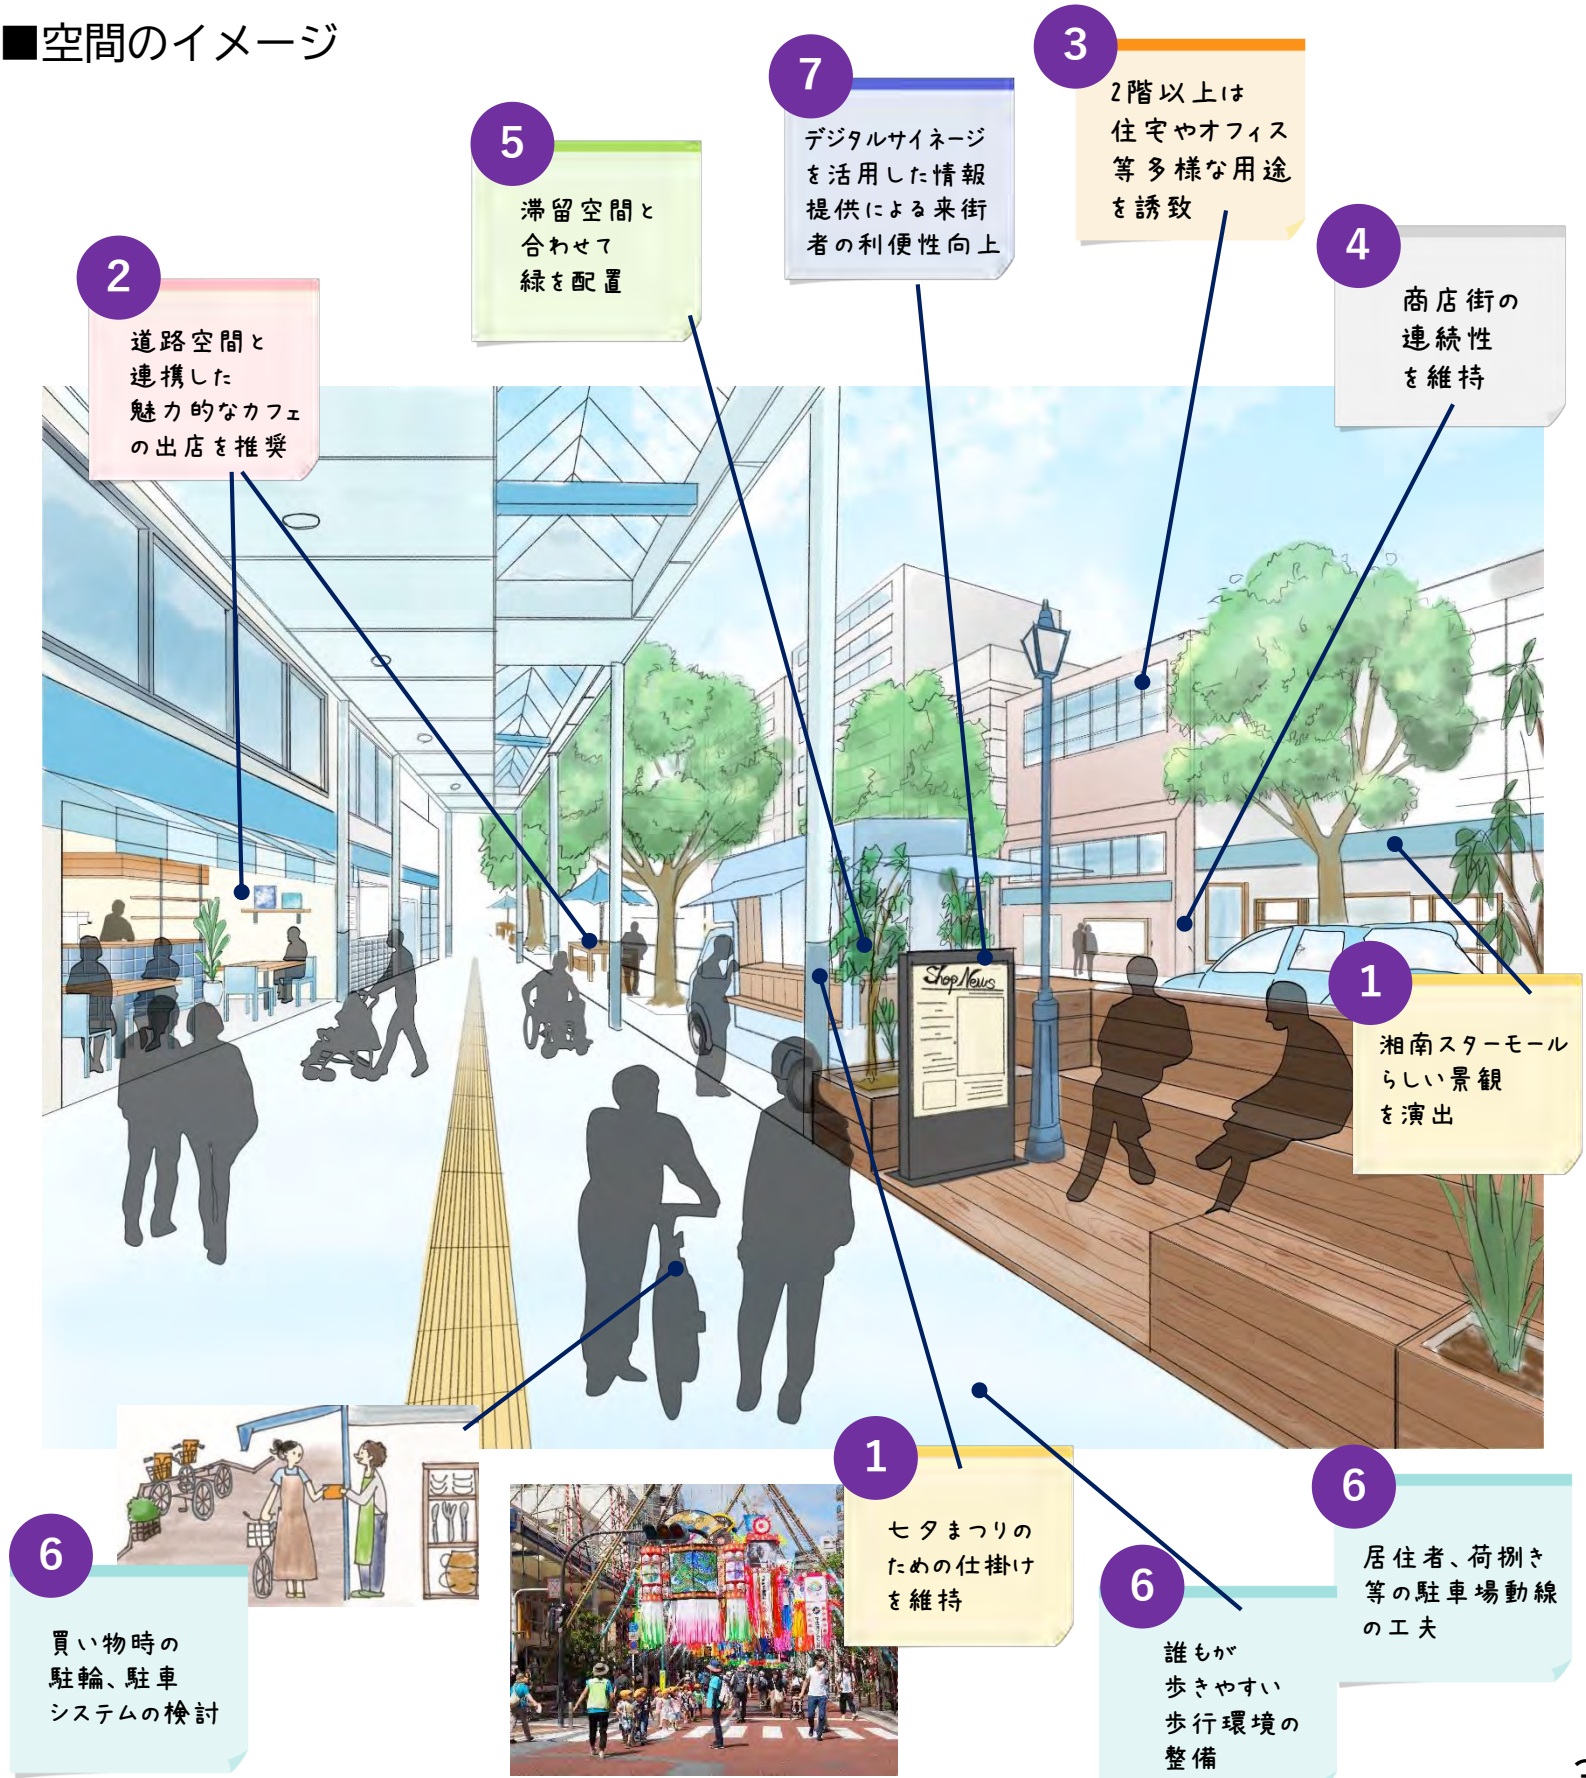 ■空間のイメージ
3
2階以上は
住宅やオフィス
等多様な用途
を誘致
7
デジタルサイネージ
を活用した情報
提供による来街
者の利便性向上
5
滞留空間と
合わせて
緑を配置
4
商店街の
連続性
を維持
2
道路空間と
連携した
魅力的なカフェ
の出店を推奨
Shop News
1
湘南スターモール
らしい景観
を演出
1
七夕まつりの
ための仕掛け
を維持
6
居住者、荷捌き
等の駐車場動線
の工夫
6
誰もが
歩きやすい
歩行環境の
整備
6
買い物時の
駐輪、駐車
システムの検討